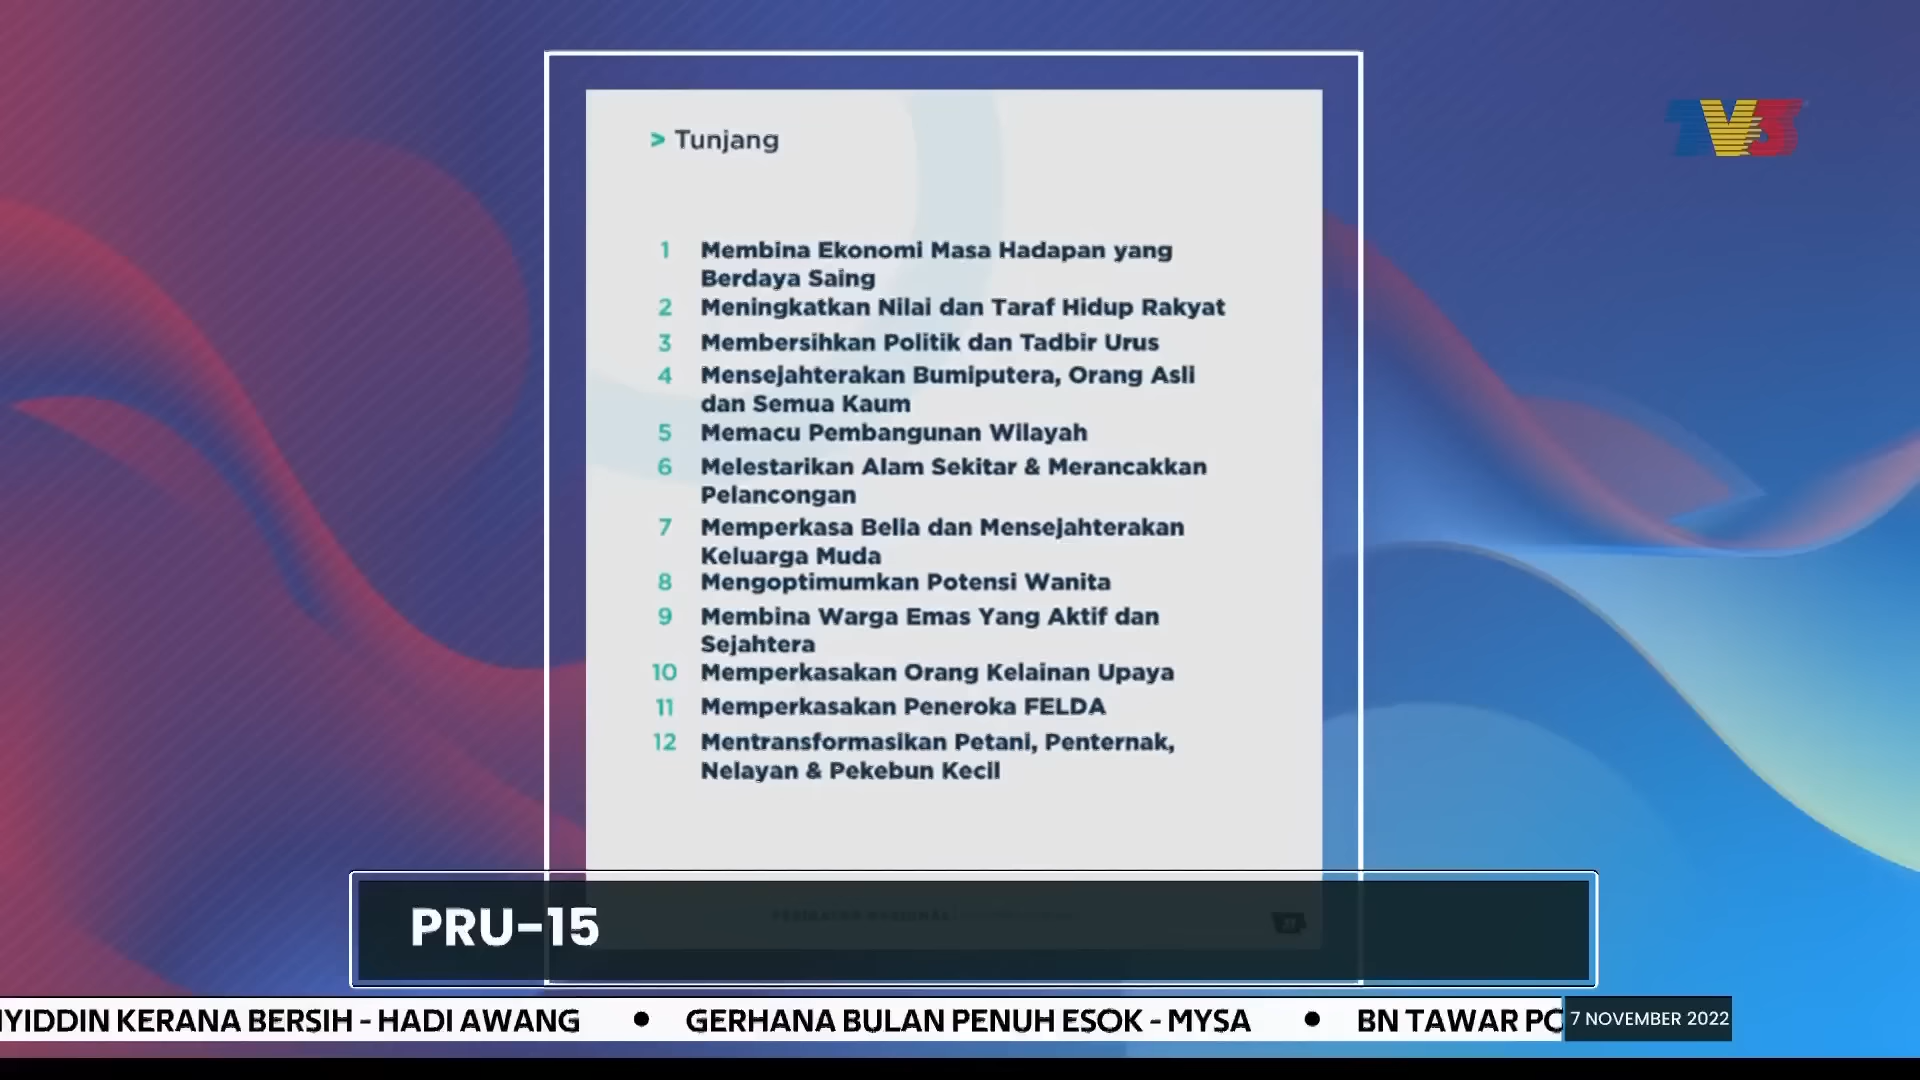 TV3
> Tunjang
1 Membina Ekonomi Masa Hadapan yang
Berdaya Saing
2 Meningkatkan Nilai dan Taraf Hidup Rakyat
3 Membersihkan Politik dan Tadbir Urus
4 Mensejahterakan Bumiputera, Orang Asli
dan Semua Kaum
5 Memacu Pembangunan Wilayah
6 Melestarikan Alam Sekitar & Merancakkan
Pelancongan
7 Memperkasa Belia dan Mensejahterakan
Keluarga Muda
8 Mengoptimumkan Potensi Wanita
9 Membina Warga Emas Yang Aktif dan
Sejahtera
10 Memperkasakan Orang Kelainan Upaya
11 Memperkasakan Peneroka FELDA
12 Mentransformasikan Petani, Penternak,
Nelayan & Pekebun Kecil
PRU-15
YIDDIN KERANA BERSIH - HADI AWANG • GERHANA BULAN PENUH ESOK - MYSA • BN TAWAR 7 NOVEMBER 2022